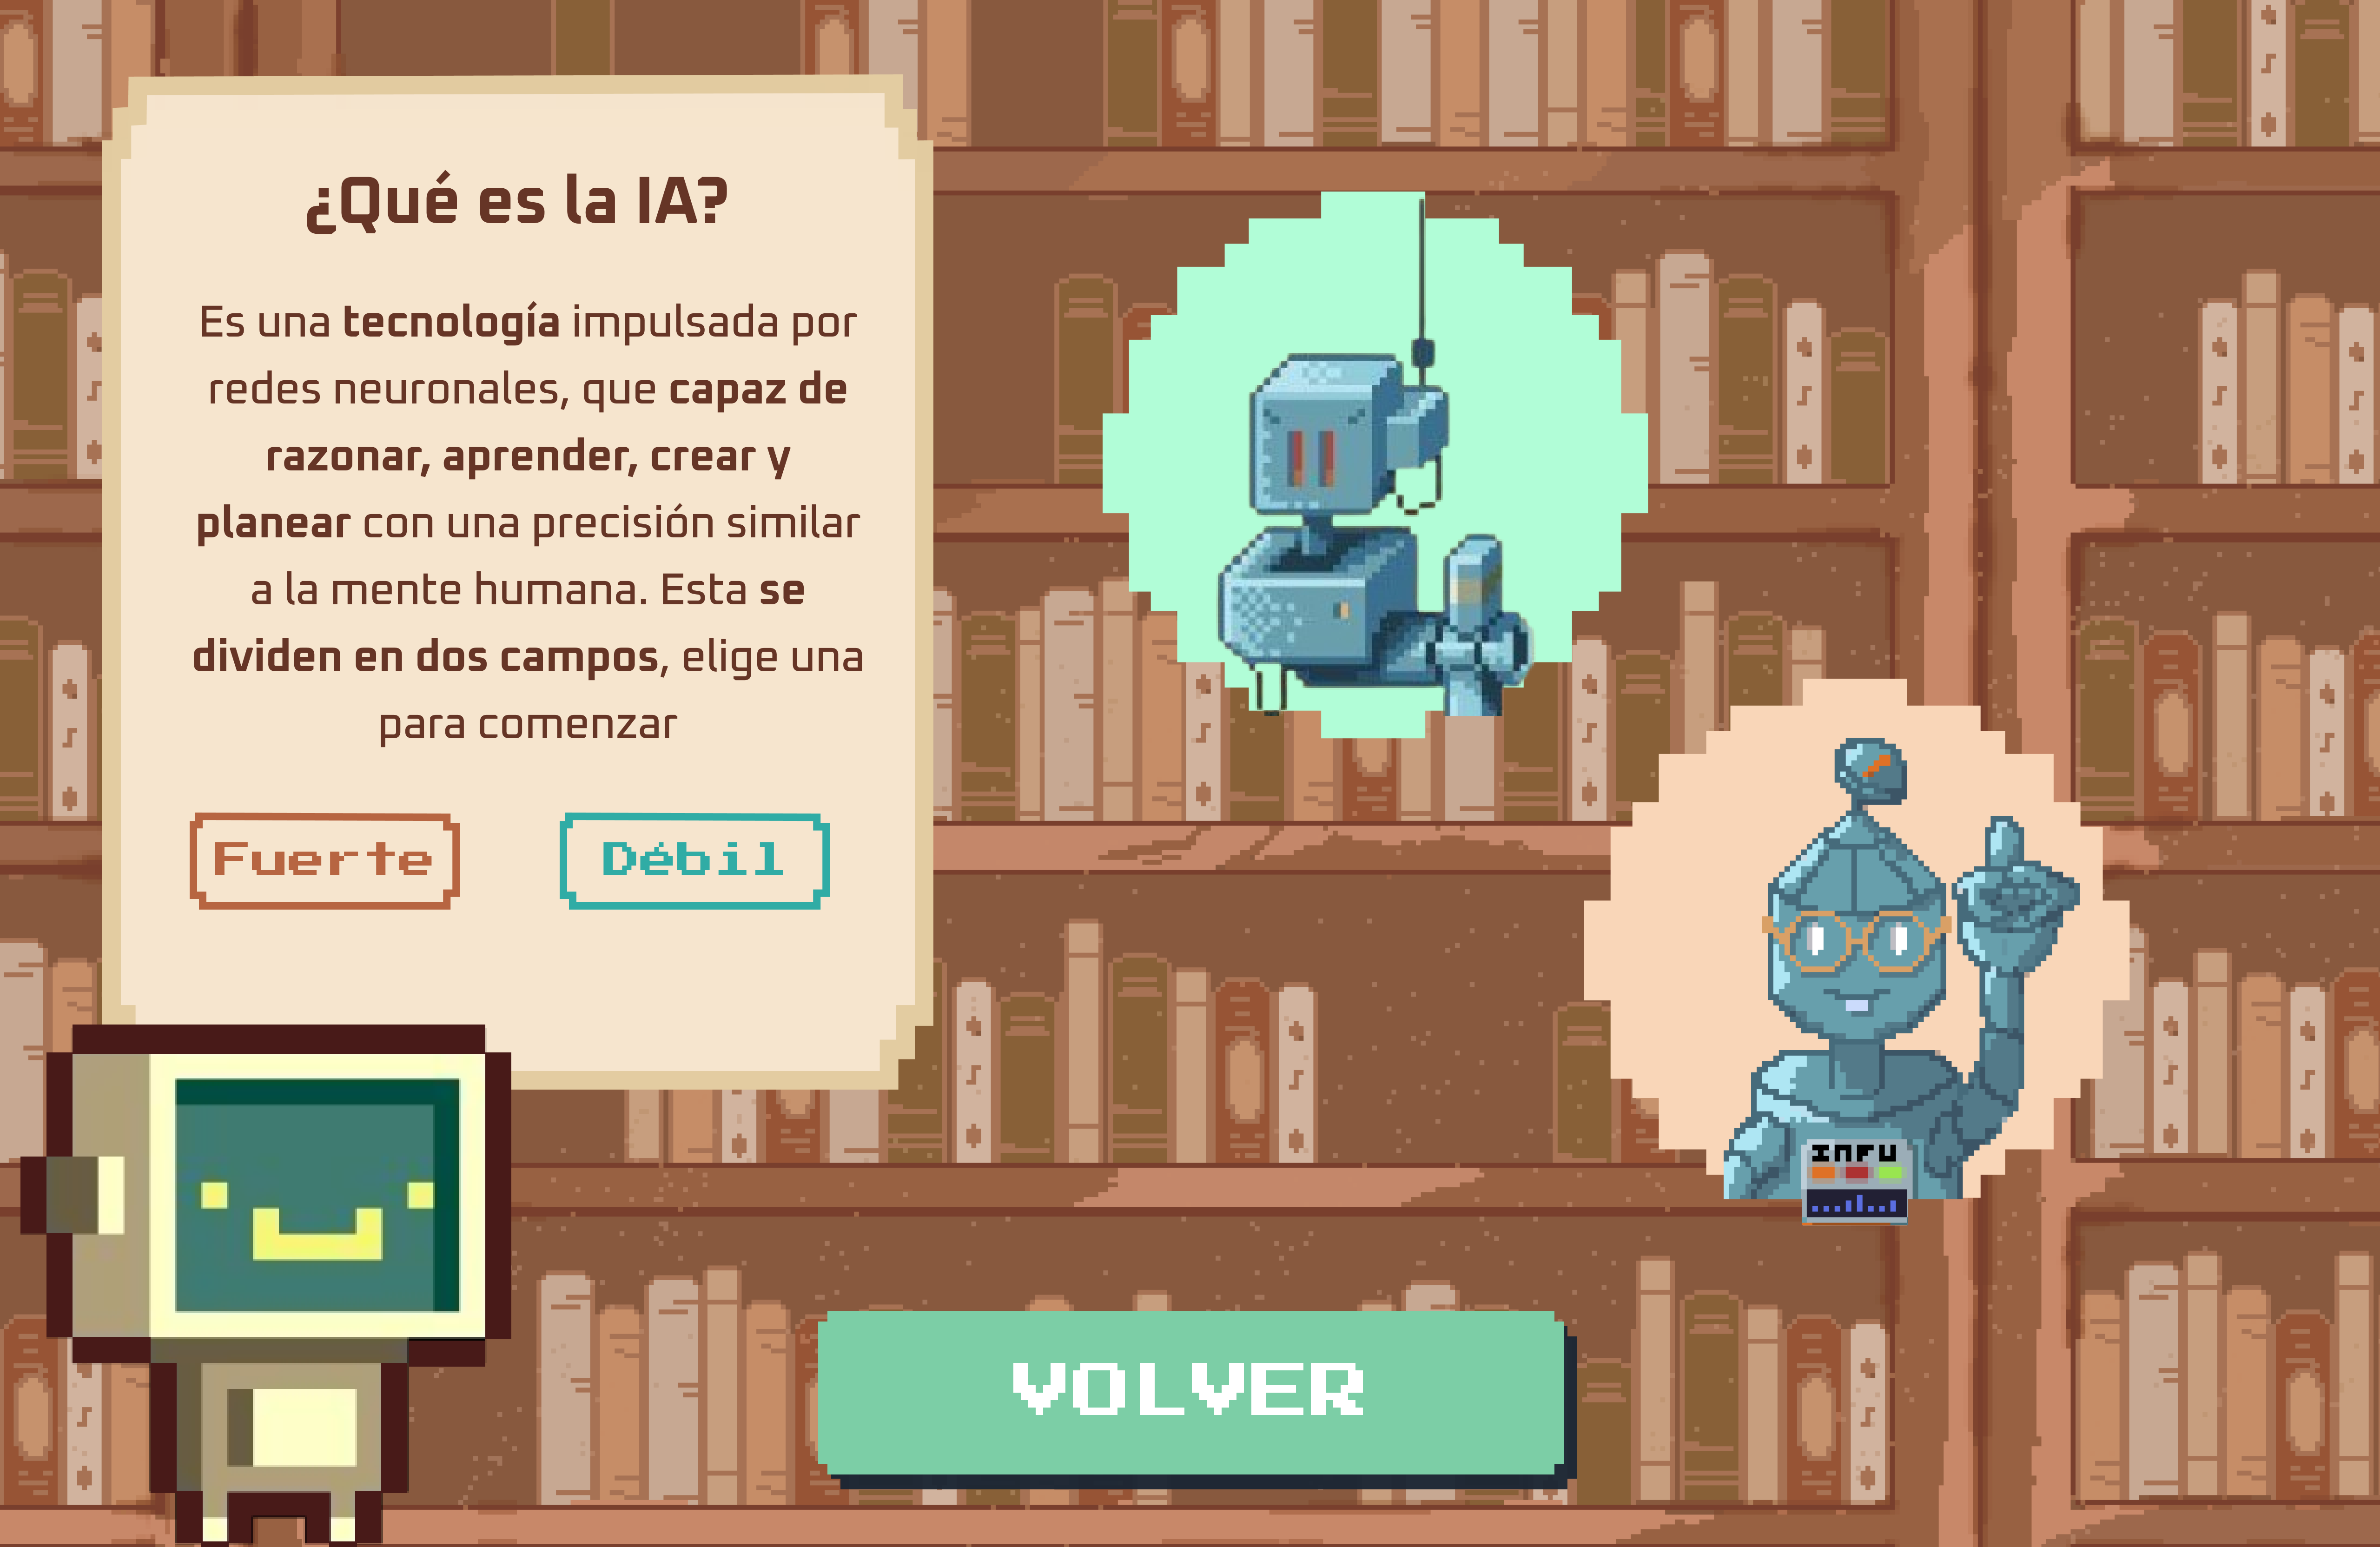 ¿Qué es la IA?
Es una tecnología impulsada por
redes neuronales, que capaz de
razonar, aprender, crear y
planear con una precisión similar
a la mente humana. Esta se
dividen en dos campos, elige una
para comenzar
Fuerte
Débil
INFU
VOLVER